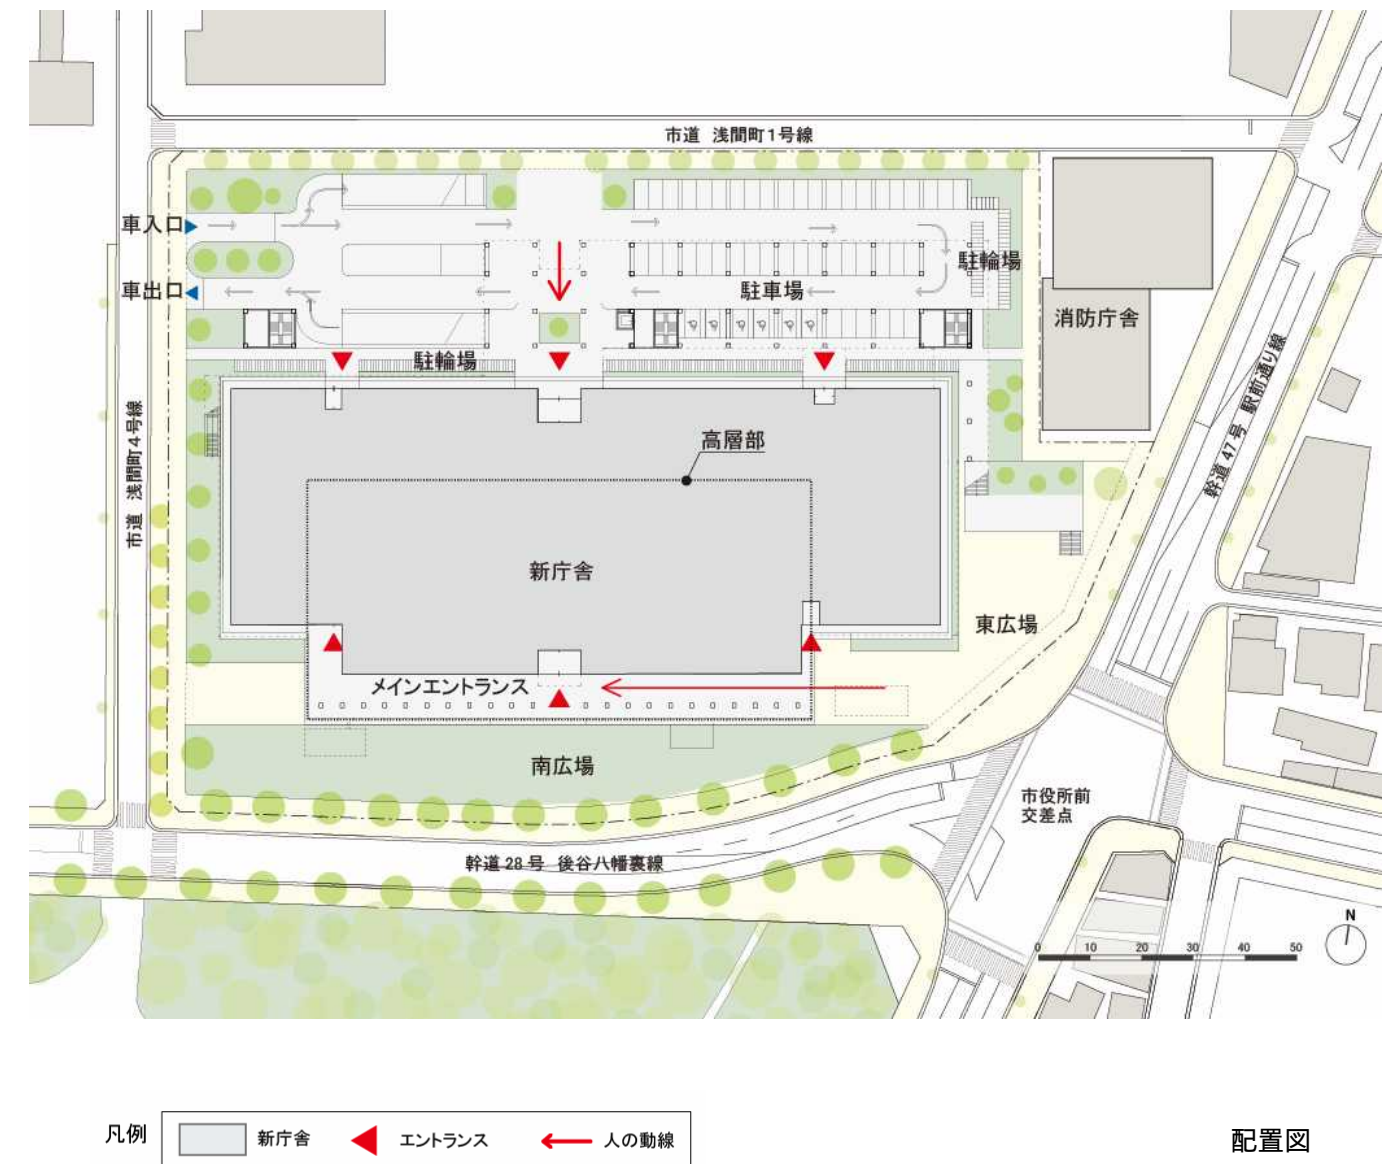 市道 浅間町1号線
車入口
駐輪場
車出口
駐車場
消防庁舎
駐輪場
幹道 47号 駅前通り線
市道 浅間町4号線
高層部
新庁舎
東広場
メインエントランス
南広場
市役所前
交差点
幹道28号 後谷八幡裏線
N
0 10 20 30 40 50
凡例 新庁舎 エントランス 人の動線
配置図